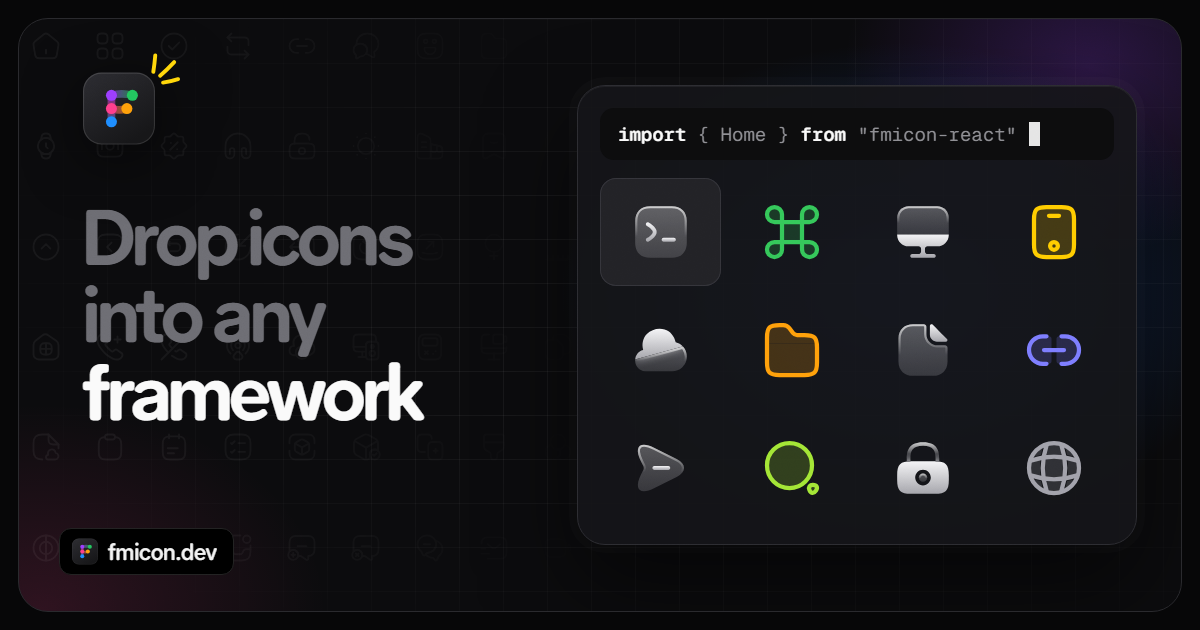 Drop icons
into any
framework
fmicon.dev
import { Home } from "fmicon-react"